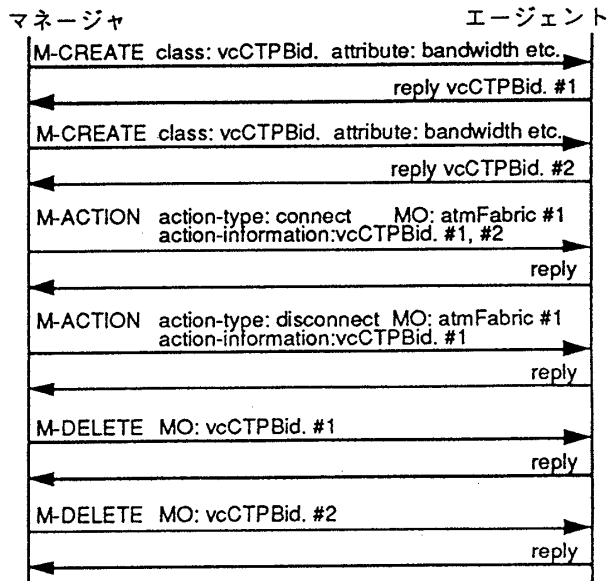 マネージャ
エージェント
M-CREATE class: vcCTPBid. attribute: bandwidth etc.
reply vcCTPBid. #1
M-CREATE class: vcCTPBid. attribute: bandwidth etc.
reply vcCTPBid. #2
M-ACTION action-type: connect MO: atmFabric #1
action-information:vcCTPBid. #1, #2
reply
M-ACTION action-type: disconnect MO: atmFabric #1
action-information:vcCTPBid. #1
reply
M-DELETE MO: vcCTPBid. #1
reply
M-DELETE MO: vcCTPBid. #2
reply